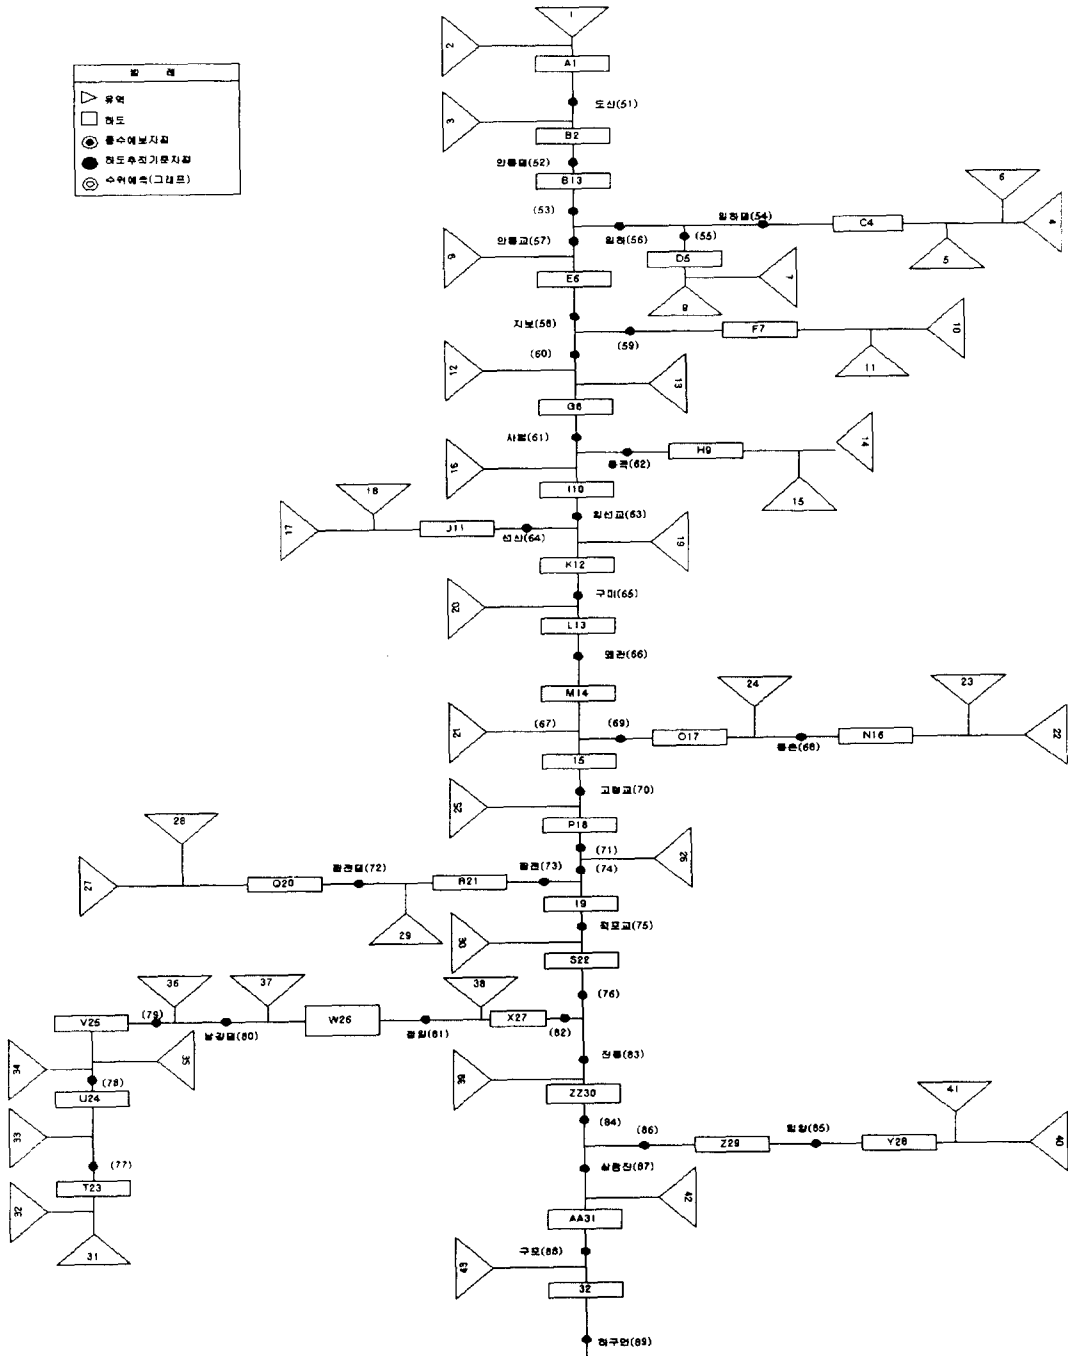 1
2
A1
범 례
유역
하도
홍수예보지점
하도추적기준지점
수위예측(그래프)
도산(51)
3
B2
안동댐(52)
B13
6
(53)
임하댐(54)
C4
4
임하(56)
(55)
안동교(57)
5
9
D5
7
E6
8
지보(58)
10
F7
(59)
(60)
11
12
13
G8
사벌(61)
14
H9
동곡(62)
16
I10
15
18
일선교(63)
17
J11
선산(64)
19
K12
구미(65)
20
L13
왜관(66)
24
23
M14
21
(67)
(69)
O17
동촌(68)
N16
22
15
고령교(70)
25
28
P18
(71)
26
합천댐(72)
합천(73)
(74)
27
Q20
R21
19
29
적포교(75)
30
S22
36
37
38
(76)
V25
(79)
남강댐(80)
W26
정암(81)
X27
(82)
35
진동(83)
34
39
(78)
U24
ZZ30
41
(84)
33
(86)
밀양(85)
Z29
Y28
40
(77)
삼랑진(87)
T23
42
32
AA31
31
구포(88)
43
32
하구언(89)